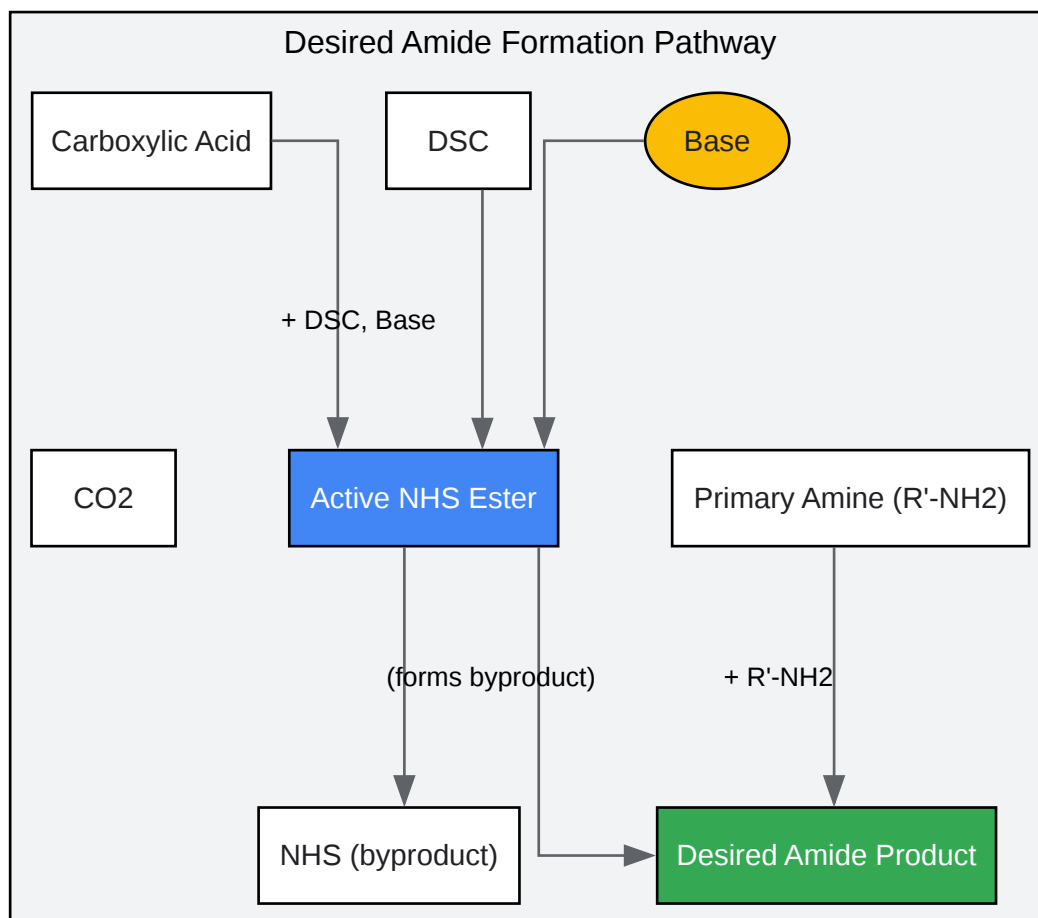 Desired Amide Formation Pathway
Carboxylic Acid
DSC
Base
+ DSC, Base
CO2
Active NHS Ester
Primary Amine (R'-NH2)
(forms byproduct)
+ R'-NH2
NHS (byproduct)
Desired Amide Product